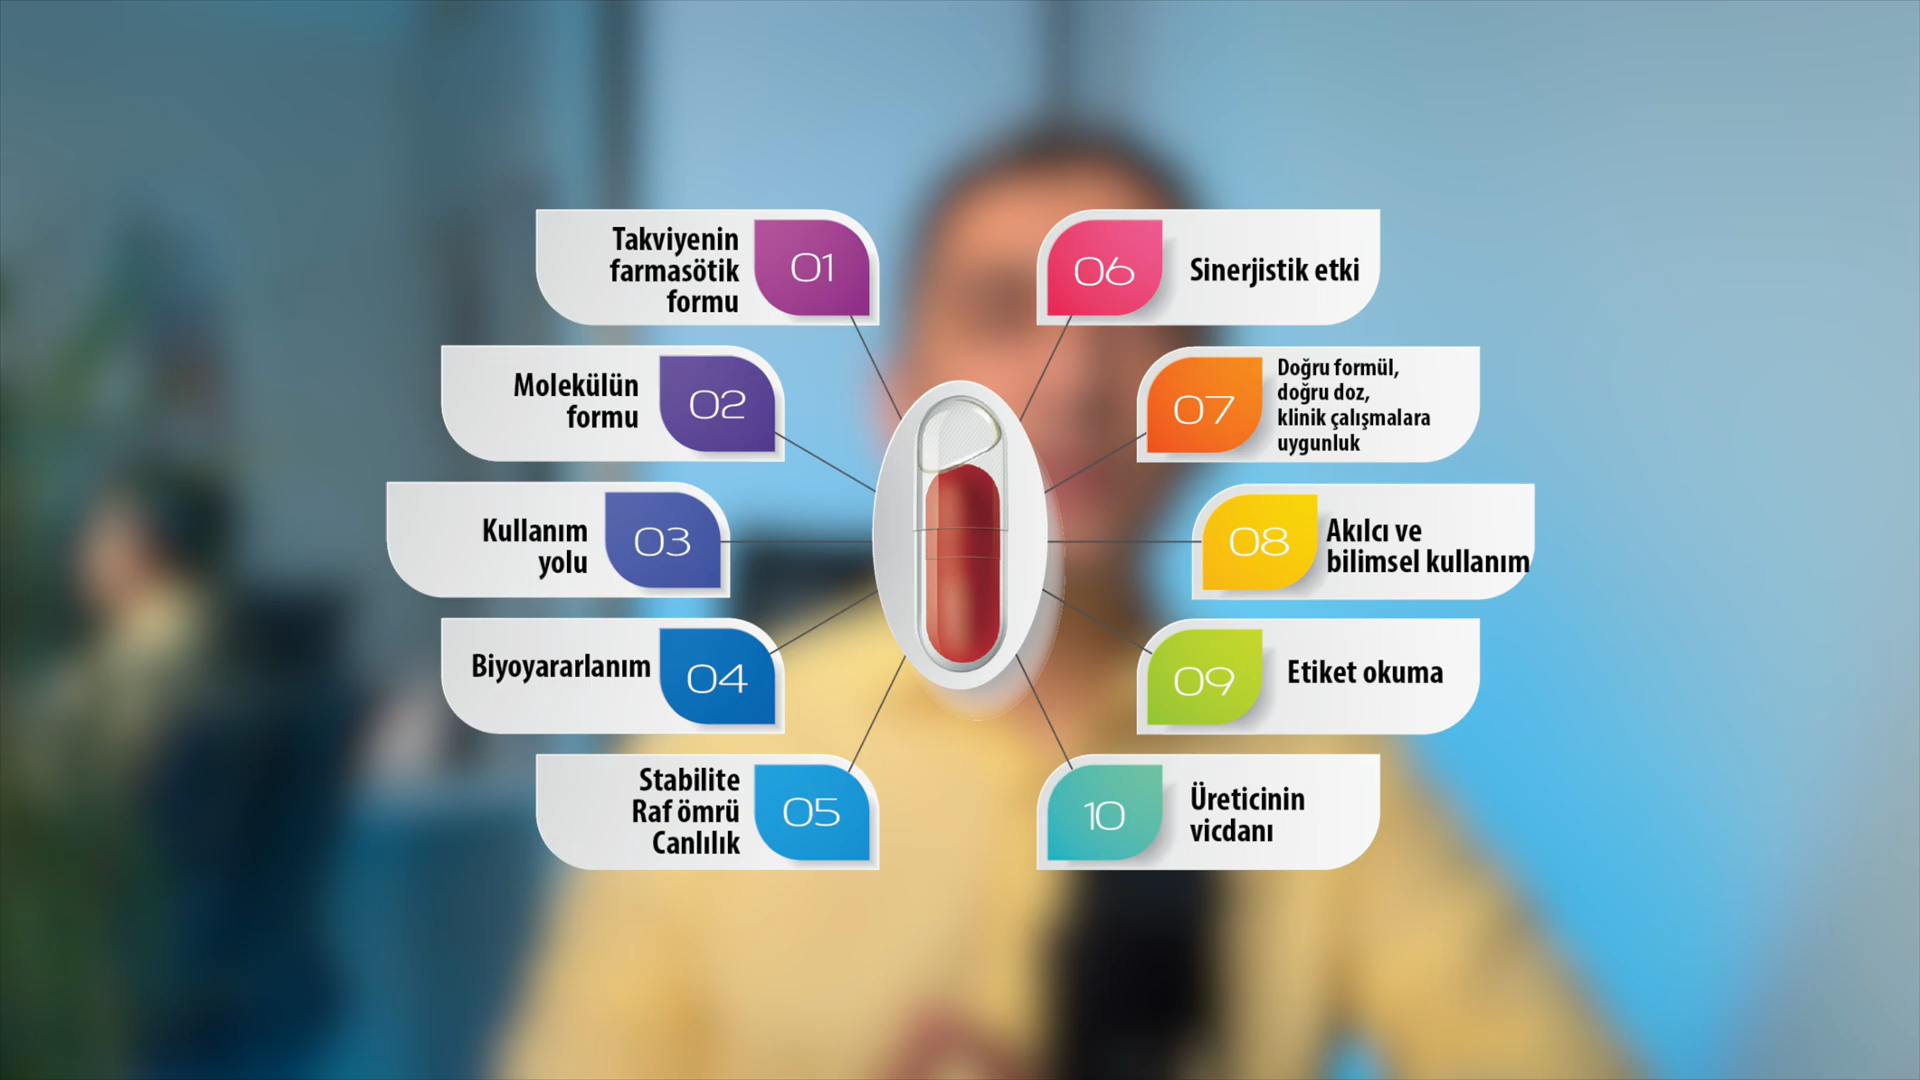 01
Takviyenin
farmasötik
formu
02
Molekülün
formu
03
Kullanım
yolu
04
Biyoyararlanım
05
Stabilite
Raf ömrü
Canlılık
06
Sinerjistik etki
07
Doğru formül,
doğru doz,
klinik çalışmalara
uygunluk
08
Akılcı ve
bilimsel kullanım
09
Etiket okuma
10
Üreticinin
vicdanı